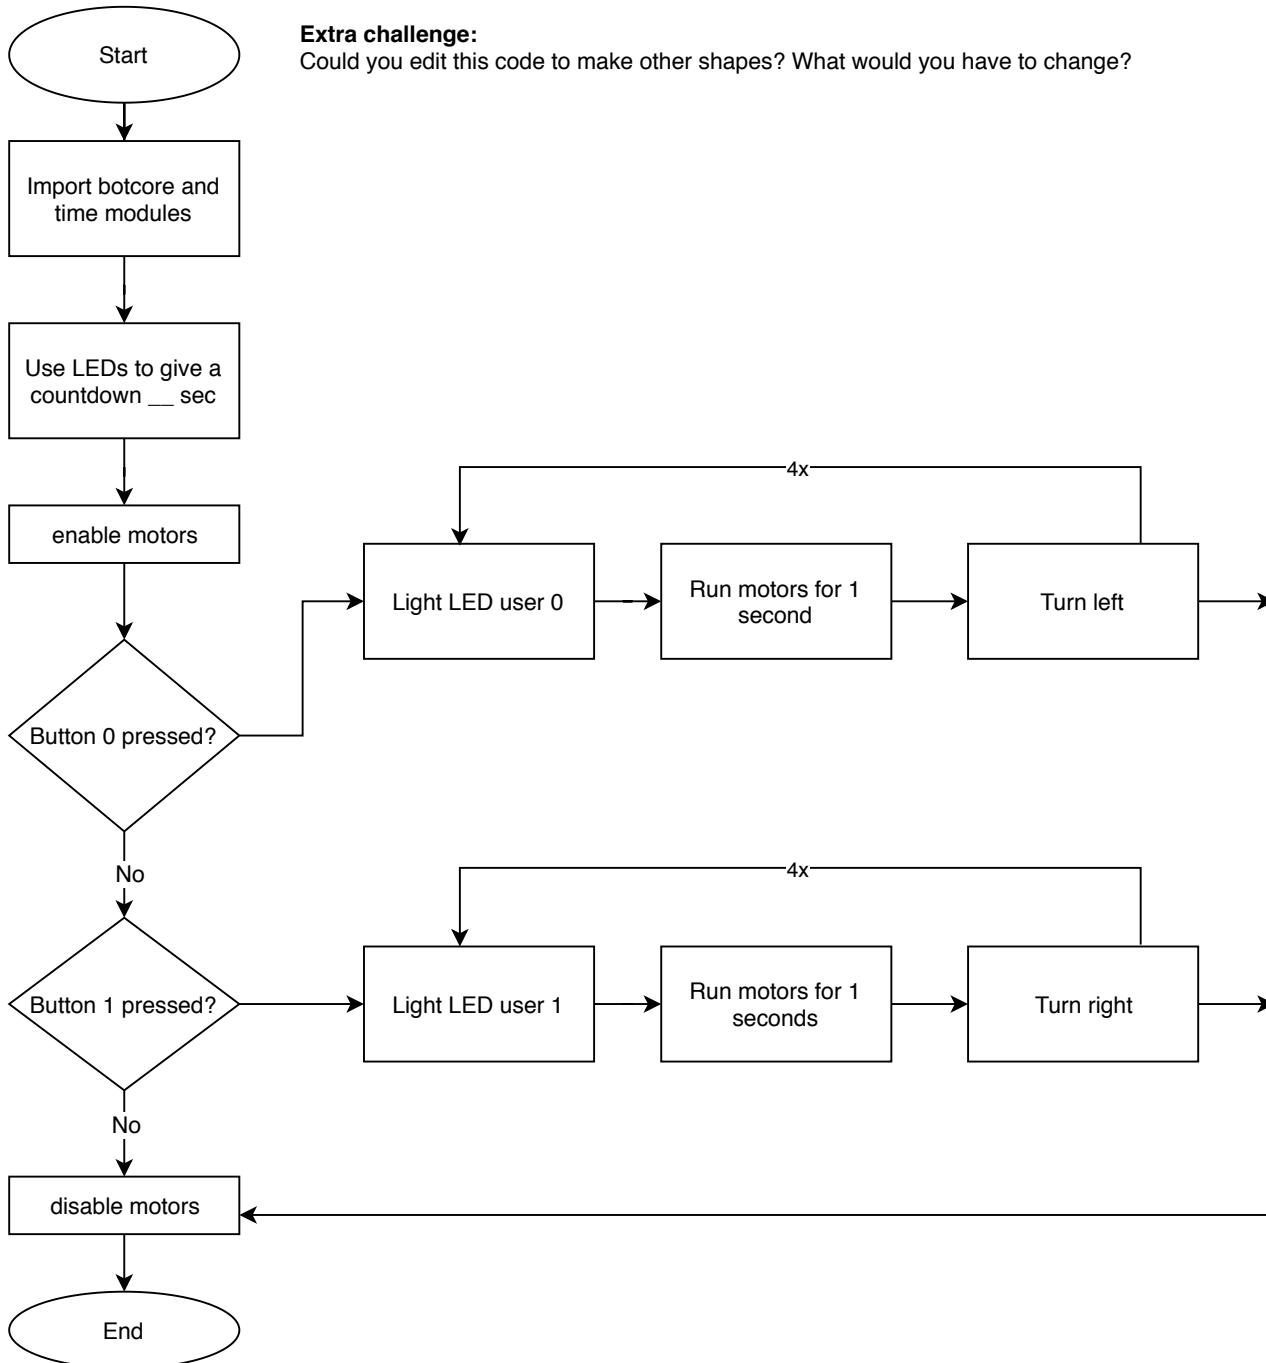 Start
Extra challenge:
Could you edit this code to make other shapes? What would you have to change?
Import botcore and
time modules
Use LEDs to give a
countdown __ sec
enable motors
4x
Light LED user 0
Run motors for 1
second
Turn left
Button 0 pressed?
No
4x
Button 1 pressed?
Light LED user 1
Run motors for 1
seconds
Turn right
No
disable motors
End